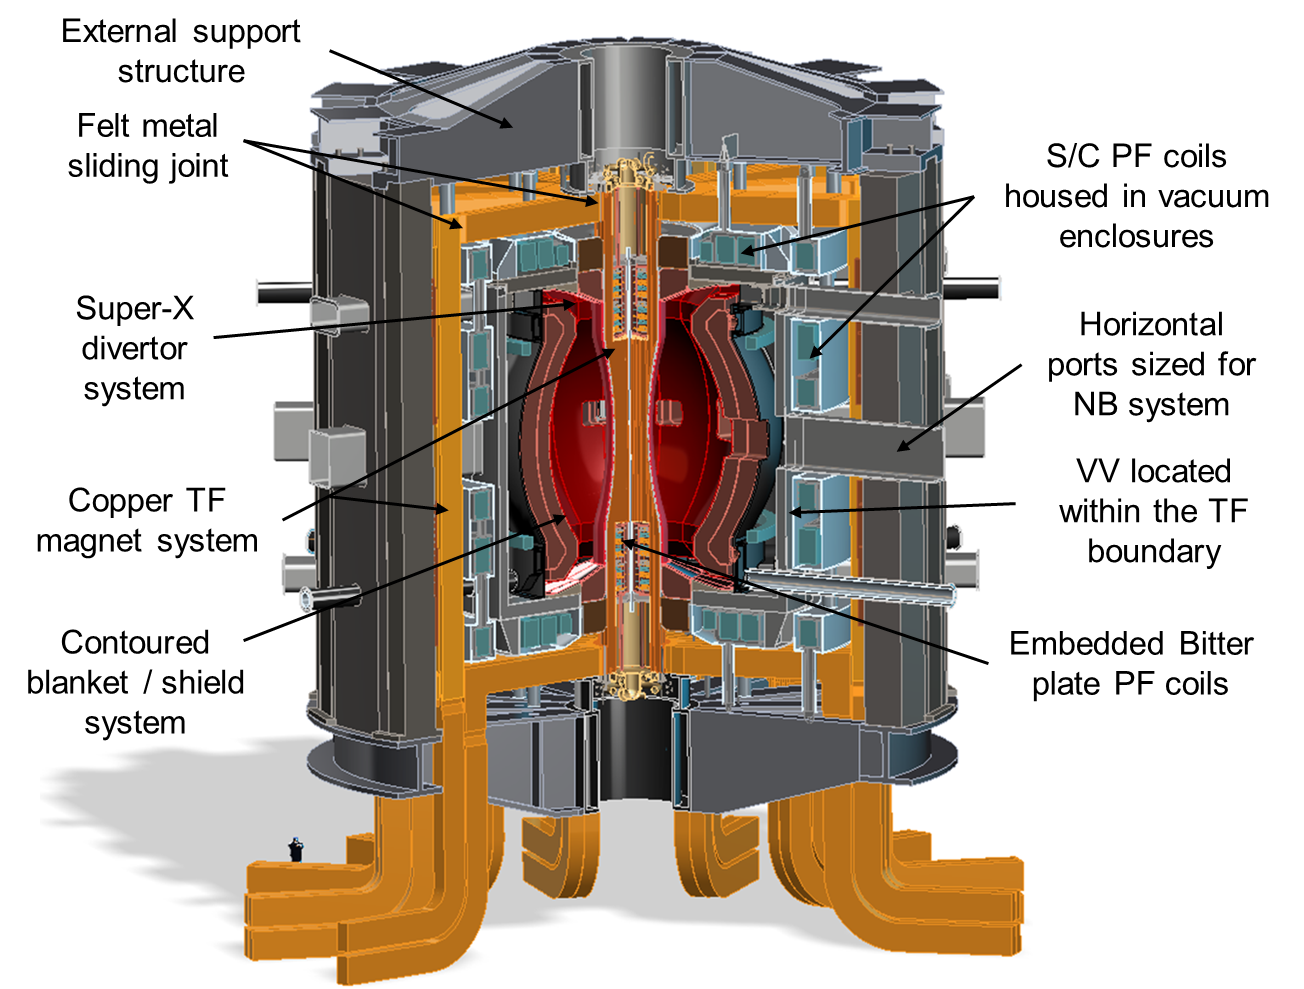 External support
structure
Felt metal
sliding joint
Super-X
divertor
system
Copper TF
magnet system
Contoured
blanket / shield
system
S/C PF coils
housed in vacuum
enclosures
Horizontal
ports sized for
NB system
VV located
within the TF
boundary
Embedded Bitter
plate PF coils